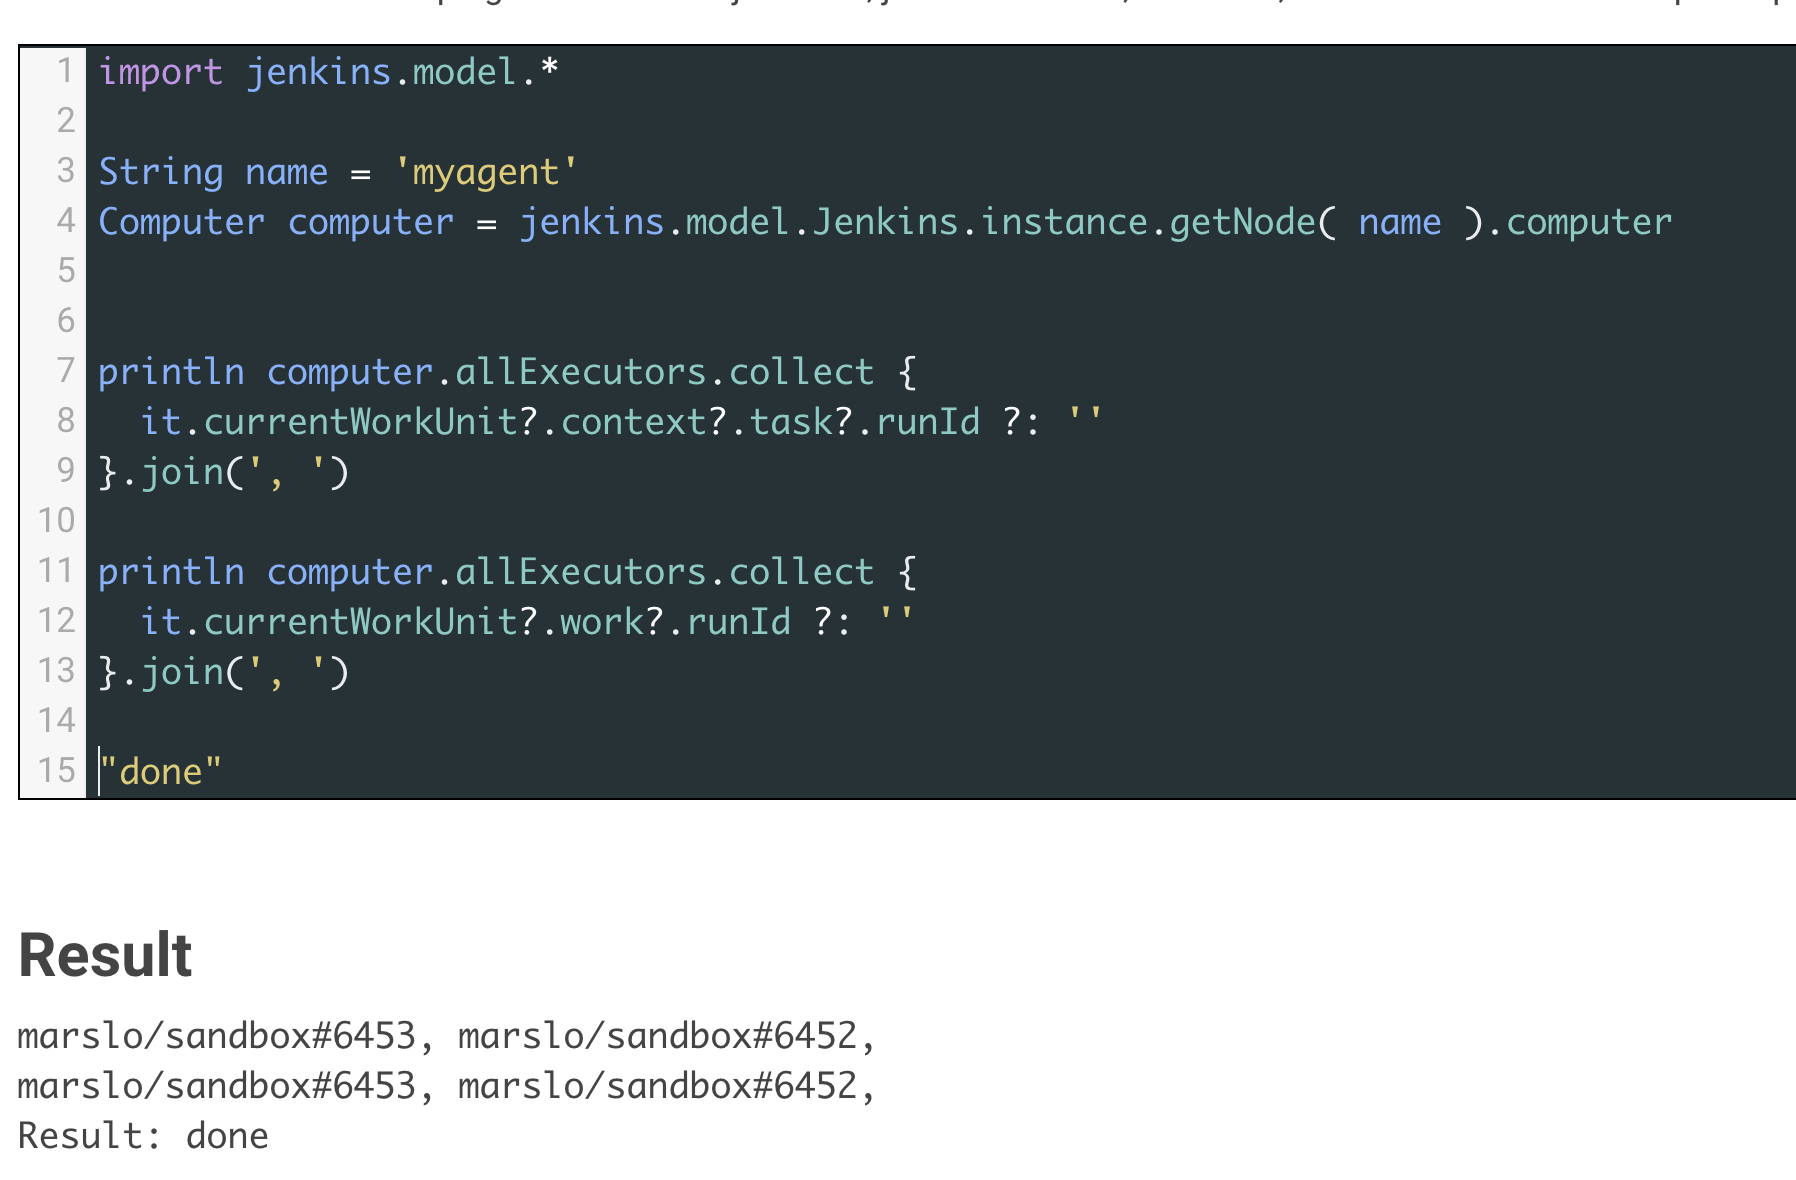 1 import jenkins.model.*
2
3 String name = 'myagent'
4 Computer computer = jenkins.model.Jenkins.instance.getNode( name ).computer
5
6
7 println computer.allExecutors.collect {
8   it.currentWorkUnit?.context?.task?.runId ?: ''
9 }.join(', ')
10
11 println computer.allExecutors.collect {
12   it.currentWorkUnit?.work?.runId ?: ''
13 }.join(', ')
14
15 "done"
Result
marslo/sandbox#6453, marslo/sandbox#6452,
marslo/sandbox#6453, marslo/sandbox#6452,
Result: done